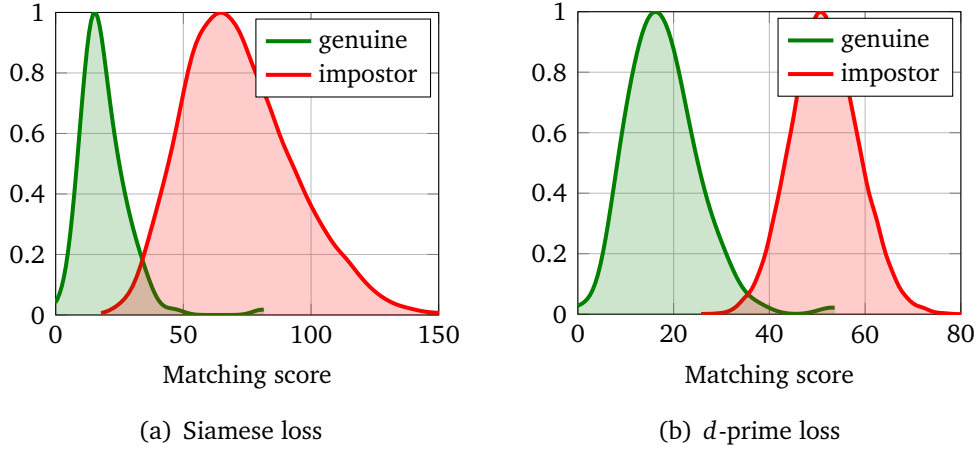 1
0.8
0.6
0.4
0.2
0
0 50 100 150
genuine
impostor
Matching score
(a) Siamese loss
1
0.8
0.6
0.4
0.2
0
0 20 40 60 80
genuine
impostor
Matching score
(b) d-prime loss